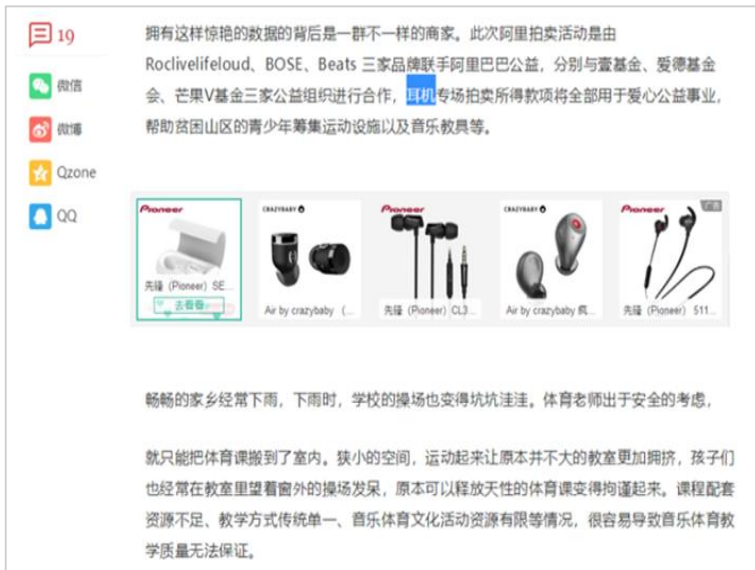 19
微信
微博
Qzone
QQ
拥有这样惊艳的数据的背后是一群不一样的商家。此次阿里拍卖活动是由
Roclivelifeloud、BOSE、Beats 三家品牌联手阿里巴巴公益，分别与壹基金、爱德基金
会、芒果V基金三家公益组织进行合作，耳机专场拍卖所得款项将全部用于爱心公益事业，
帮助贫困山区的青少年筹集运动设施以及音乐教具等。
Pioneer
先锋（Pioneer）SE...
去看看
CRAZYBABY
Air by crazybaby （...
Pioneer
先锋（Pioneer）CL3...
CRAZYBABY
Air by crazybaby 疯...
Pioneer
广告
先锋（Pioneer） 511...
畅畅的家乡经常下雨，下雨时，学校的操场也变得坑坑洼洼。体育老师出于安全的考虑，
就只能把体育课搬到了室内。狭小的空间，运动起来让原本并不大的教室更加拥挤，孩子们
也经常在教室里望着窗外的操场发呆，原本可以释放天性的体育课变得拘谨起来。课程配套
资源不足、教学方式传统单一、音乐体育文化活动资源有限等情况，很容易导致音乐体育教
学质量无法保证。